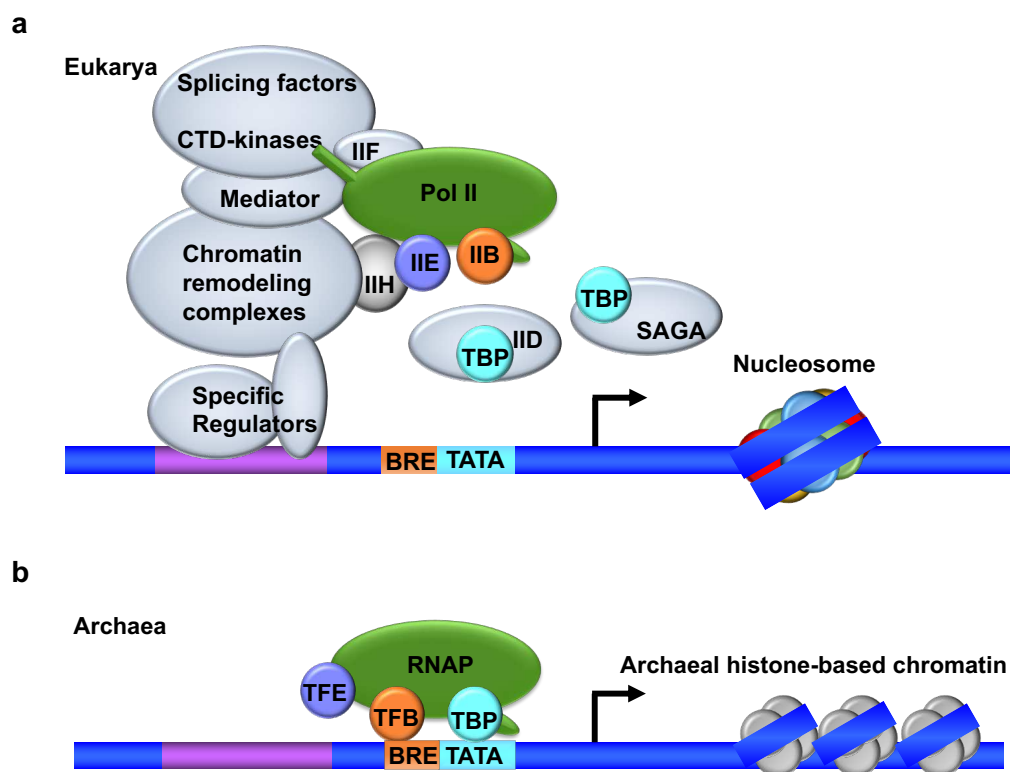 a
Eukarya
Splicing factors
CTD-kinases
IIF
Mediator
Pol II
Chromatin
remodeling
complexes
IIH
IIE
IIB
TBP
IID
TBP
SAGA
Specific
Regulators
Nucleosome
BRE
TATA
b
Archaea
RNAP
TFE
TFB
TBP
Archaeal histone-based chromatin
BRE
TATA